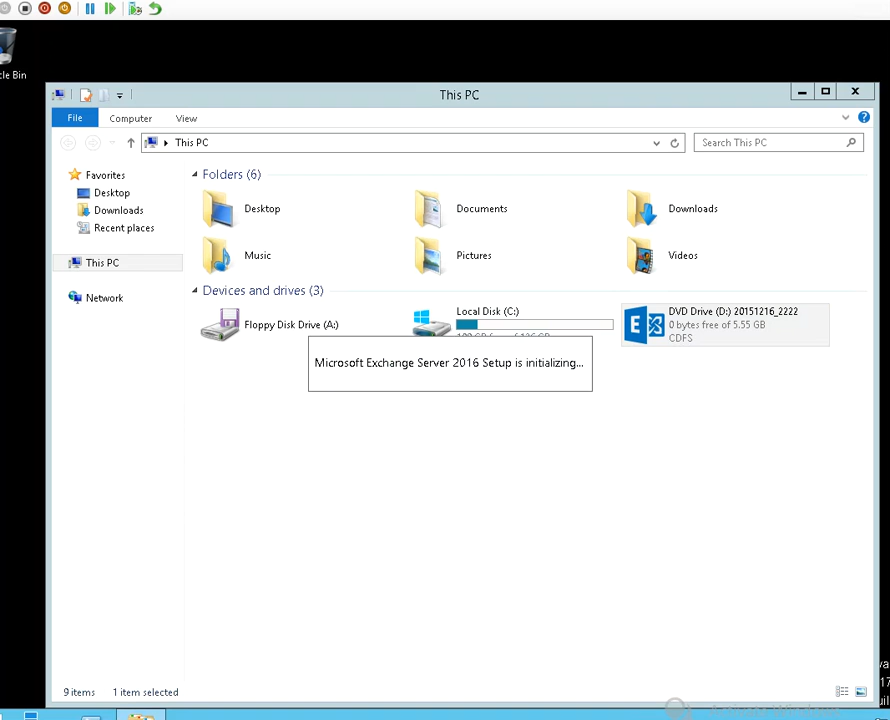 cle Bin
This PC
File
Computer
View
This PC
Search This PC
Favorites
Desktop
Downloads
Recent places
This PC
Network
Folders (6)
Desktop
Documents
Downloads
Music
Pictures
Videos
Devices and drives (3)
Floppy Disk Drive (A:)
Local Disk (C:)
DVD Drive (D:) 20151216_2222
0 bytes free of 5.55 GB
CDFS
Microsoft Exchange Server 2016 Setup is initializing...
9 items
1 item selected